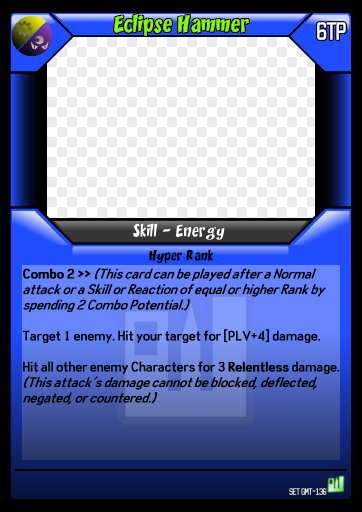 Eclipse Hammer
6TP
Skill - Energy
Hyper Rank
Combo 2 >> (This card can be played after a Normal
attack or a Skill or Reaction of equal or higher Rank by
spending 2 Combo Potential.)
Target 1 enemy. Hit your target for [PLV+4] damage.
Hit all other enemy Characters for 3 Relentless damage.
(This attack's damage cannot be blocked, deflected,
negated, or countered.)
SET GMT-136